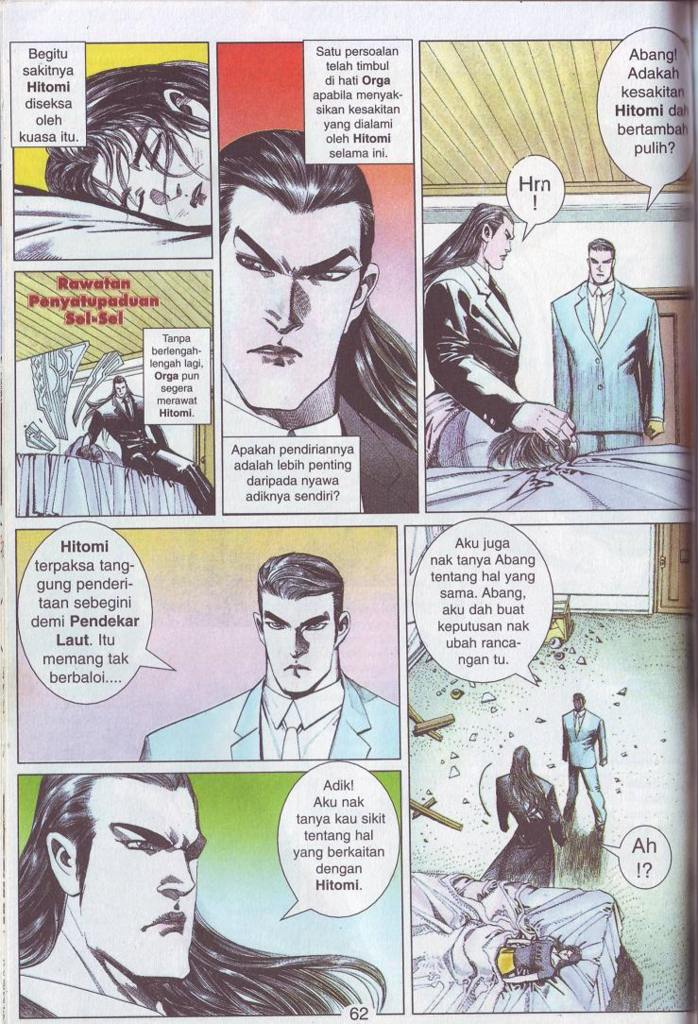 Begitu
sakitnya
Hitomi
diseksa
oleh
kuasa itu.
Rawatan
Penyatupaduan
Sel-Sel
Tanpa
berlengah-
lengah lagi,
Orga pun
segera
merawat
Hitomi.
Satu persoalan
telah timbul
di hati Orga
apabila menyak-
sikan kesakitan
yang dialami
oleh Hitomi
selama ini.
Apakah pendiriannya
adalah lebih penting
daripada nyawa
adiknya sendiri?
Abang!
Adakah
kesakitan
Hitomi dah
bertambah
pulih?
Hm
!
Hitomi
terpaksa tang-
gung penderi-
taan sebegini
demi Pendekar
Laut. Itu
memang tak
berbaloi....
Adik!
Aku nak
tanya kau sikit
tentang hal
yang berkaitan
dengan
Hitomi.
Aku juga
nak tanya Abang
tentang hal yang
sama. Abang,
aku dah buat
keputusan nak
ubah ranca-
ngan tu.
Ah
!?
62